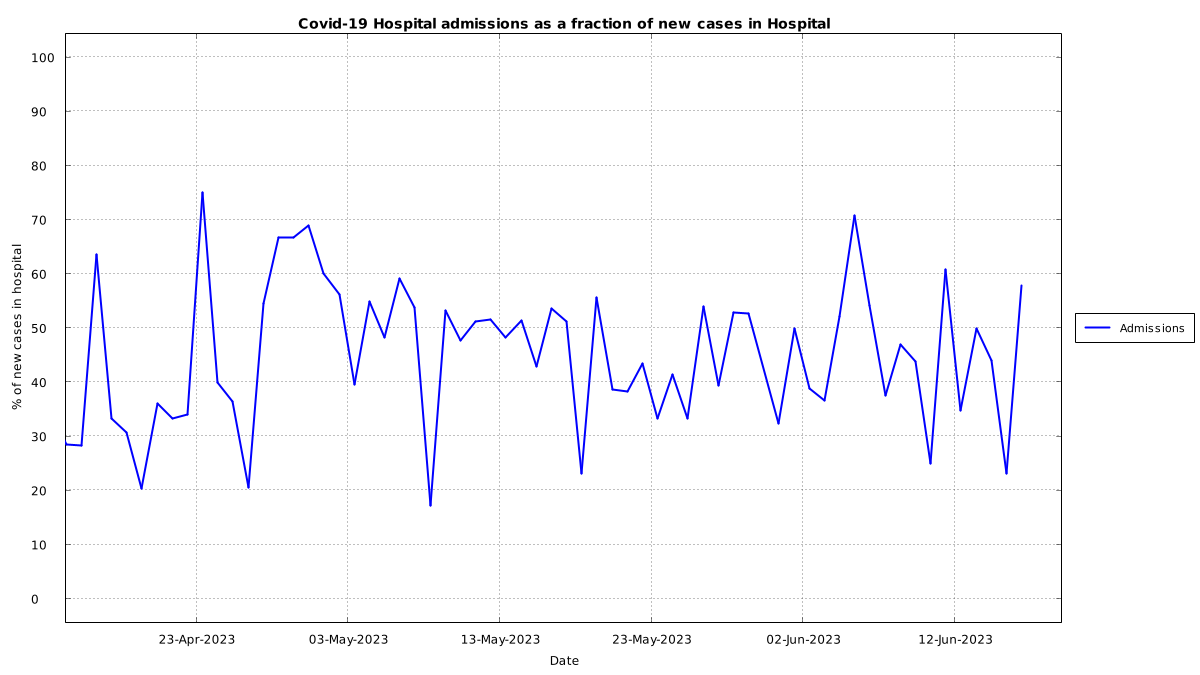 Covid-19 Hospital admissions as a fraction of new cases in Hospital
100
90
80
70
60
50
40
30
20
10
0
% of new cases in hospital
23-Apr-2023
03-May-2023
13-May-2023
23-May-2023
02-Jun-2023
12-Jun-2023
Date
Admissions